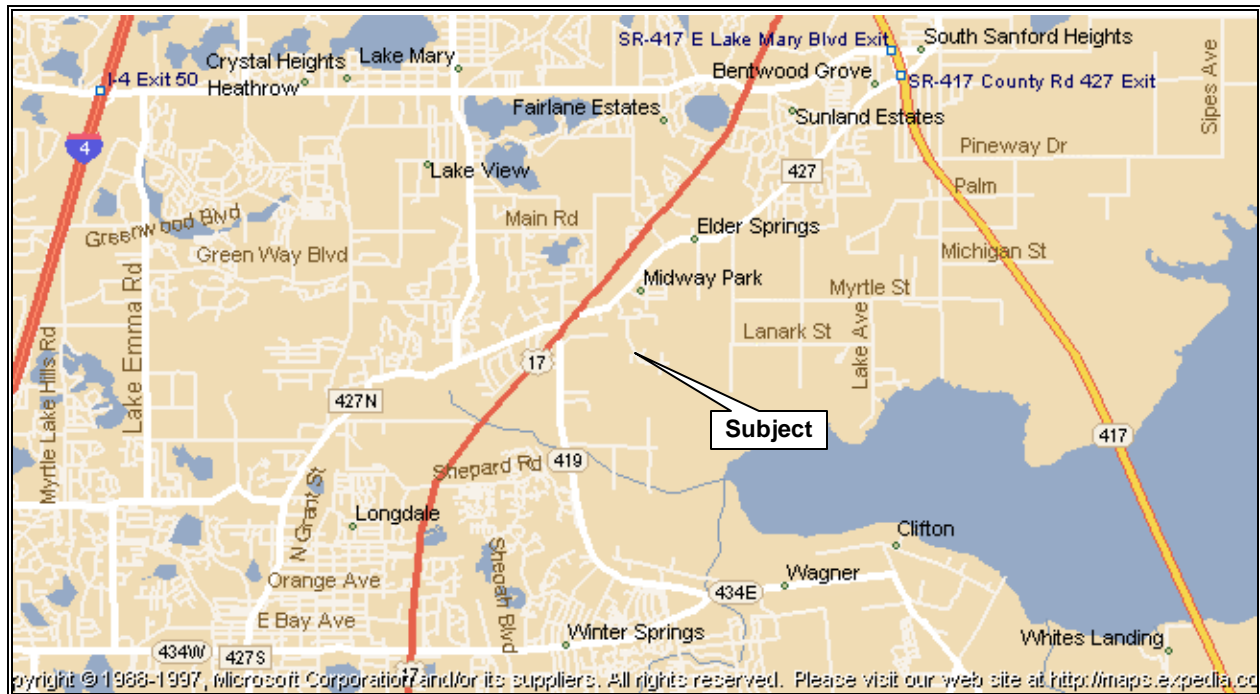 SR-417 E Lake Mary Blvd Exit
South Sanford Heights
Crystal Heights
Lake Mary
I-4 Exit 50
Heathrow
Bentwood Grove
SR-417 County Rd 427 Exit
Sipes Ave
Fairlane Estates
Sunland Estates
4
Pineway Dr
Lake View
427
Palm
Greenwood Blvd
Main Rd
Elder Springs
Green Way Blvd
Michigan St
Lake Emma Rd
Midway Park
Myrtle St
Myrtle Lake Hills Rd
Lanark St
Lake Ave
17
427N
Subject
417
Shepard Rd
419
N Grant St
Longdale
Clifton
Sheoah Blvd
Orange Ave
Wagner
434E
E Bay Ave
Winter Springs
Whites Landing
434W
427S
17
pyright © 1988-1997, Microsoft Corporation and/or its suppliers. All rights reserved. Please visit our web site at http://maps.expedia.co